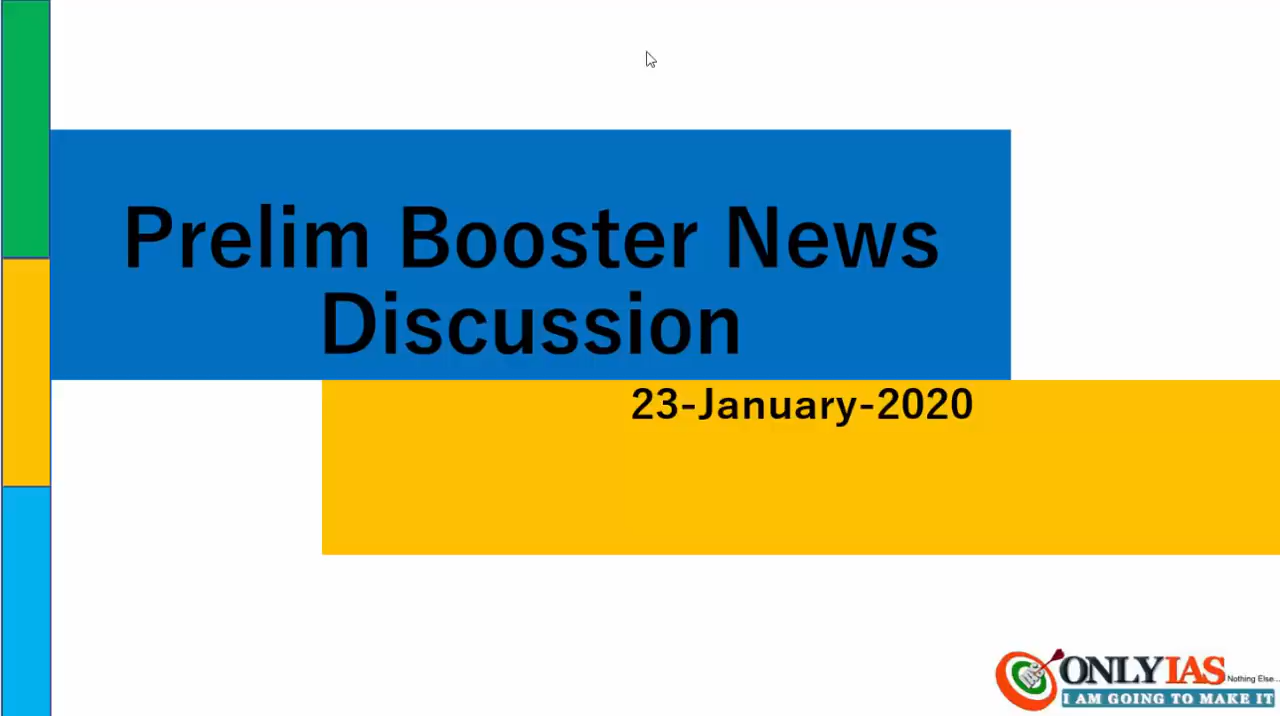 Prelim Booster News
Discussion
23-January-2020
ONLYIAS
Nothing Else...
I AM GOING TO MAKE IT